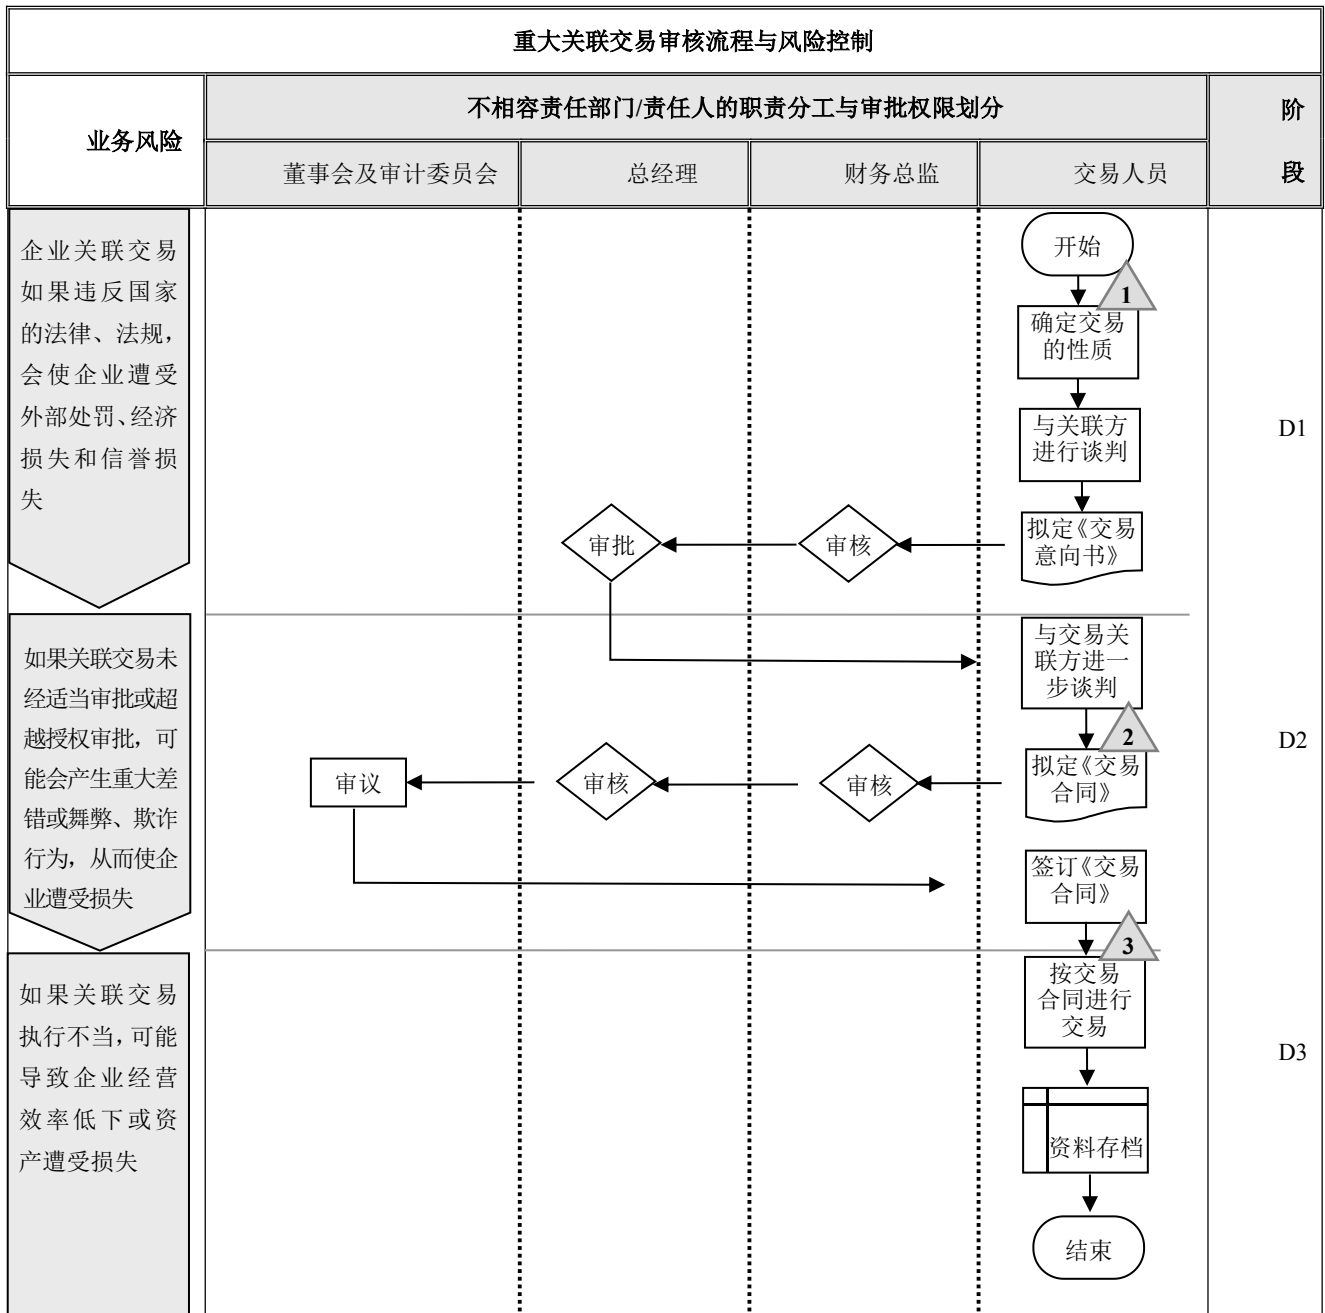 重大关联交易审核流程与风险控制
业务风险
不相容责任部门/责任人的职责分工与审批权限划分
阶
段
董事会及审计委员会
总经理
财务总监
交易人员
企业关联交易
如果违反国家
的法律、法规，
会使企业遭受
外部处罚、经济
损失和信誉损
失
开始
1
确定交易
的性质
与关联方
进行谈判
D1
拟定《交易
意向书》
审核
审批
如果关联交易未
经适当审批或超
越授权审批，可
能会产生重大差
错或舞弊、欺诈
行为，从而使企
业遭受损失
与交易关
联方进一
步谈判
2
D2
拟定《交易
合同》
审核
审核
审议
签订《交易
合同》
3
如果关联交易
执行不当，可能
导致企业经营
效率低下或资
产遭受损失
按交易
合同进行
交易
D3
资料存档
结束